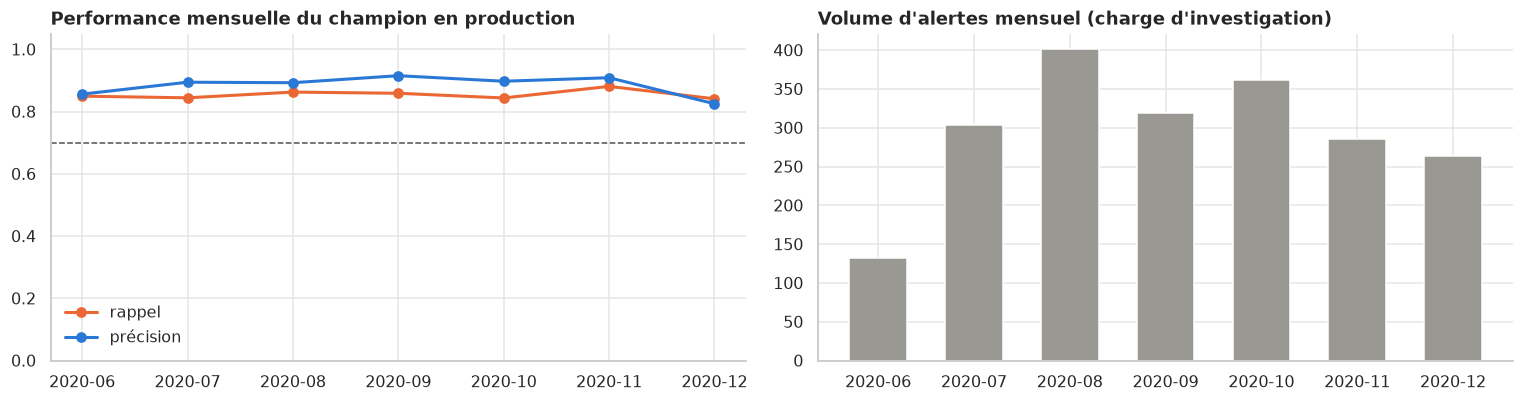 Performance mensuelle du champion en production
1.0
0.8
0.6
0.4
0.2
0.0
rappel
précision
2020-06 2020-07 2020-08 2020-09 2020-10 2020-11 2020-12
Volume d'alertes mensuel (charge d'investigation)
400
350
300
250
200
150
100
50
0
2020-06 2020-07 2020-08 2020-09 2020-10 2020-11 2020-12